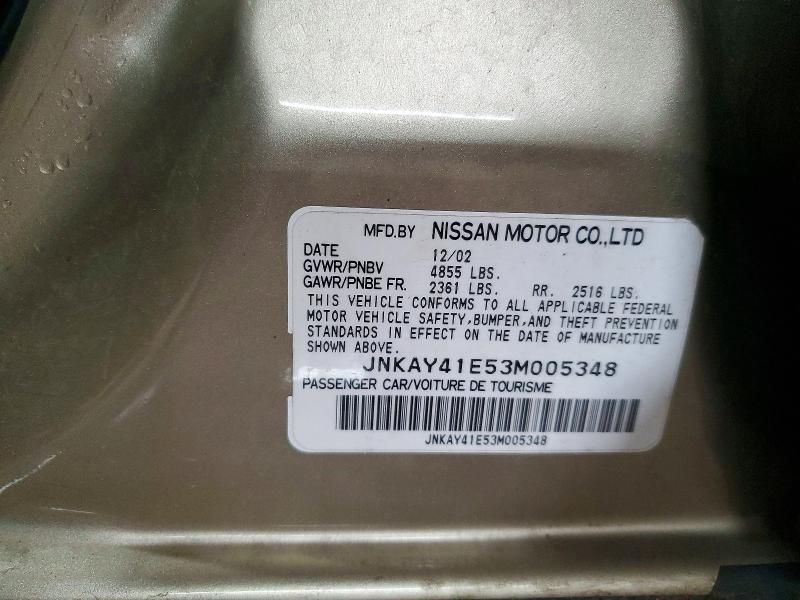 MFD.BY NISSAN MOTOR CO.,LTD
DATE 12/02
GVWR/PNBV 4855 LBS.
GAWR/PNBE FR. 2361 LBS. RR. 2516 LBS.
THIS VEHICLE CONFORMS TO ALL APPLICABLE FEDERAL
MOTOR VEHICLE SAFETY,BUMPER,AND THEFT PREVENTION
STANDARDS IN EFFECT ON THE DATE OF MANUFACTURE
SHOWN ABOVE.
JNKAY41E53M005348
PASSENGER CAR/VOITURE DE TOURISME
JNKAY41E53M005348